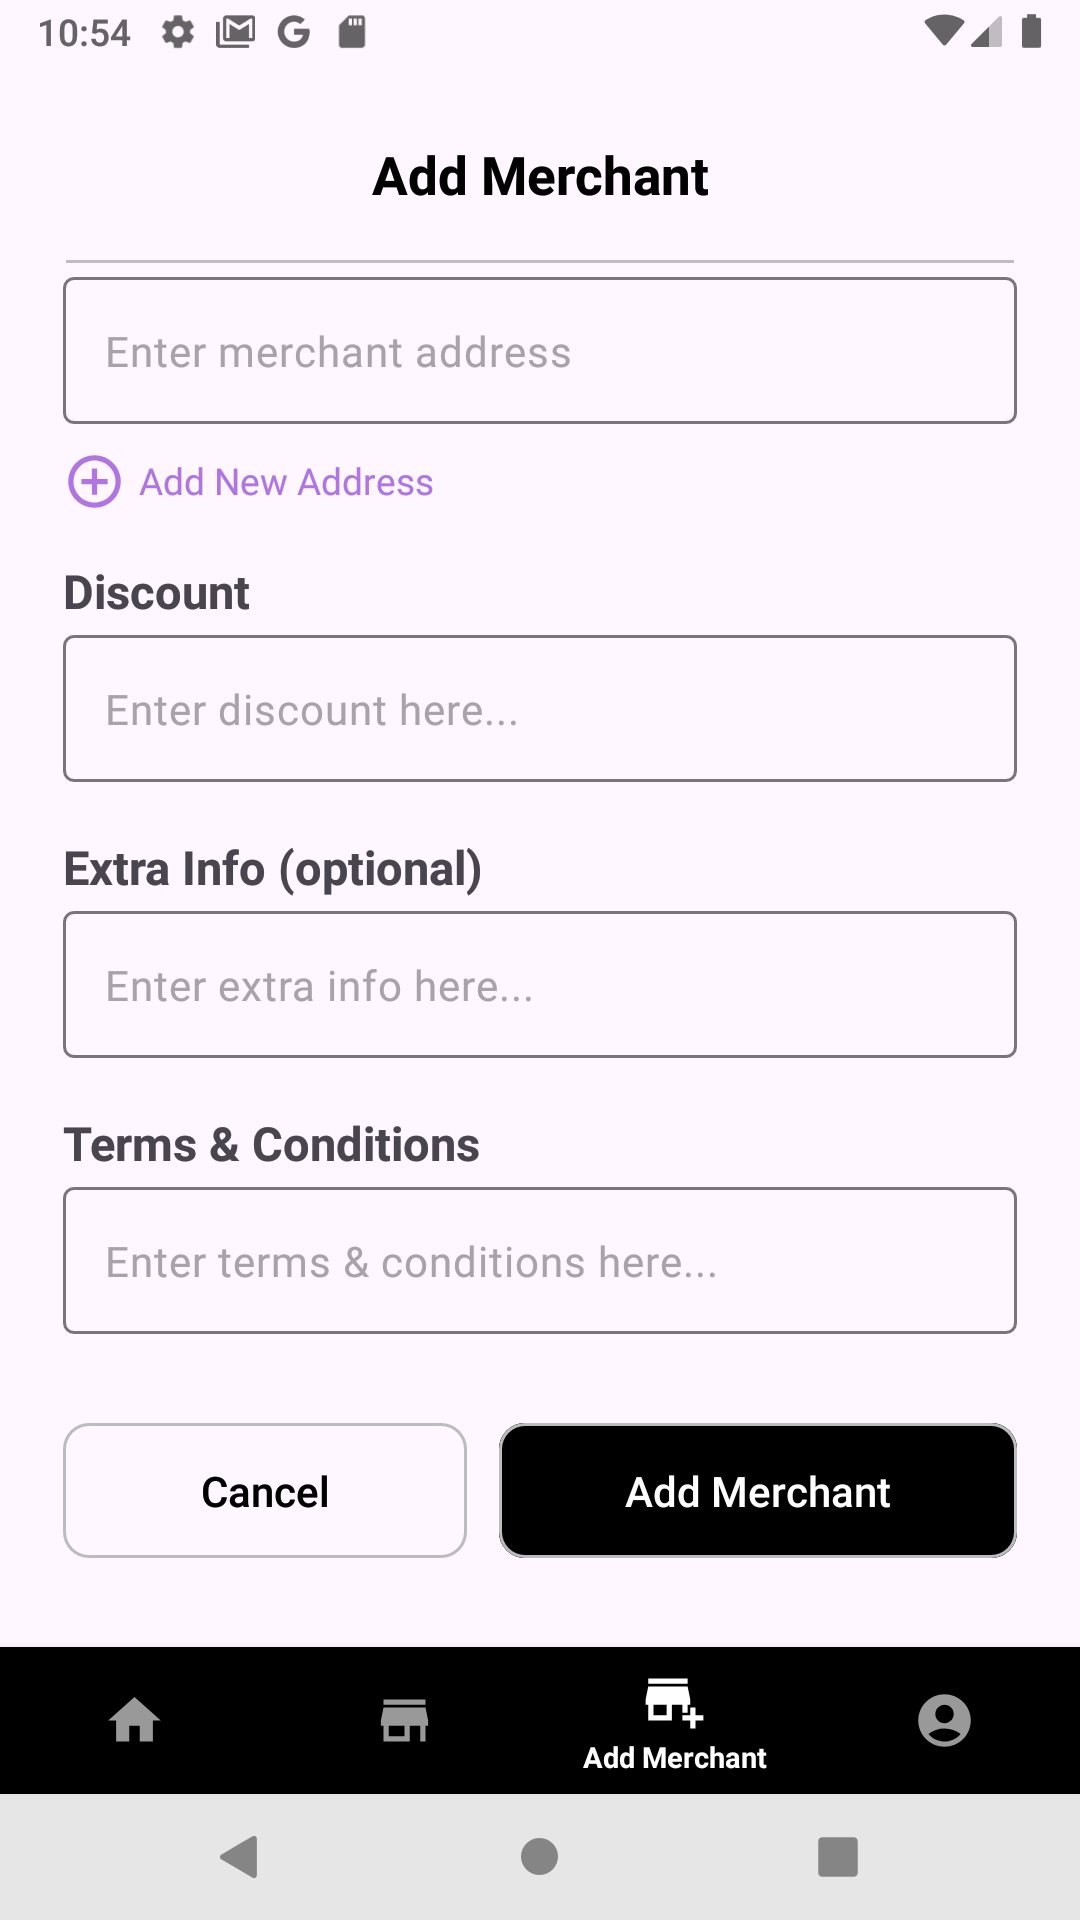 10:54
Add Merchant
Enter merchant address
Add New Address
Discount
Enter discount here...
Extra Info (optional)
Enter extra info here...
Terms & Conditions
Enter terms & conditions here...
Cancel
Add Merchant
Add Merchant